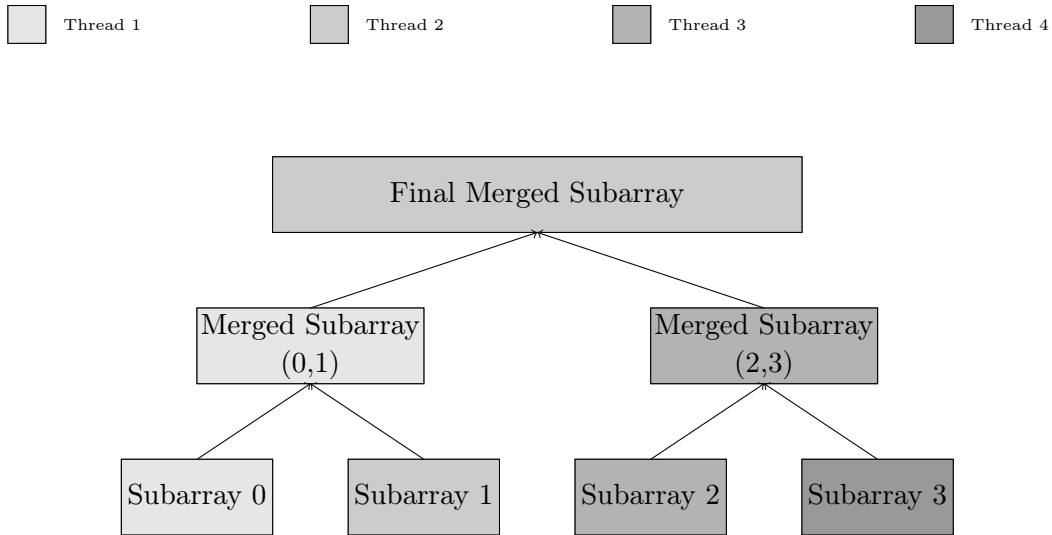 Thread 1
Thread 2
Thread 3
Thread 4
Final Merged Subarray
Merged Subarray
(0,1)
Merged Subarray
(2,3)
Subarray 0
Subarray 1
Subarray 2
Subarray 3